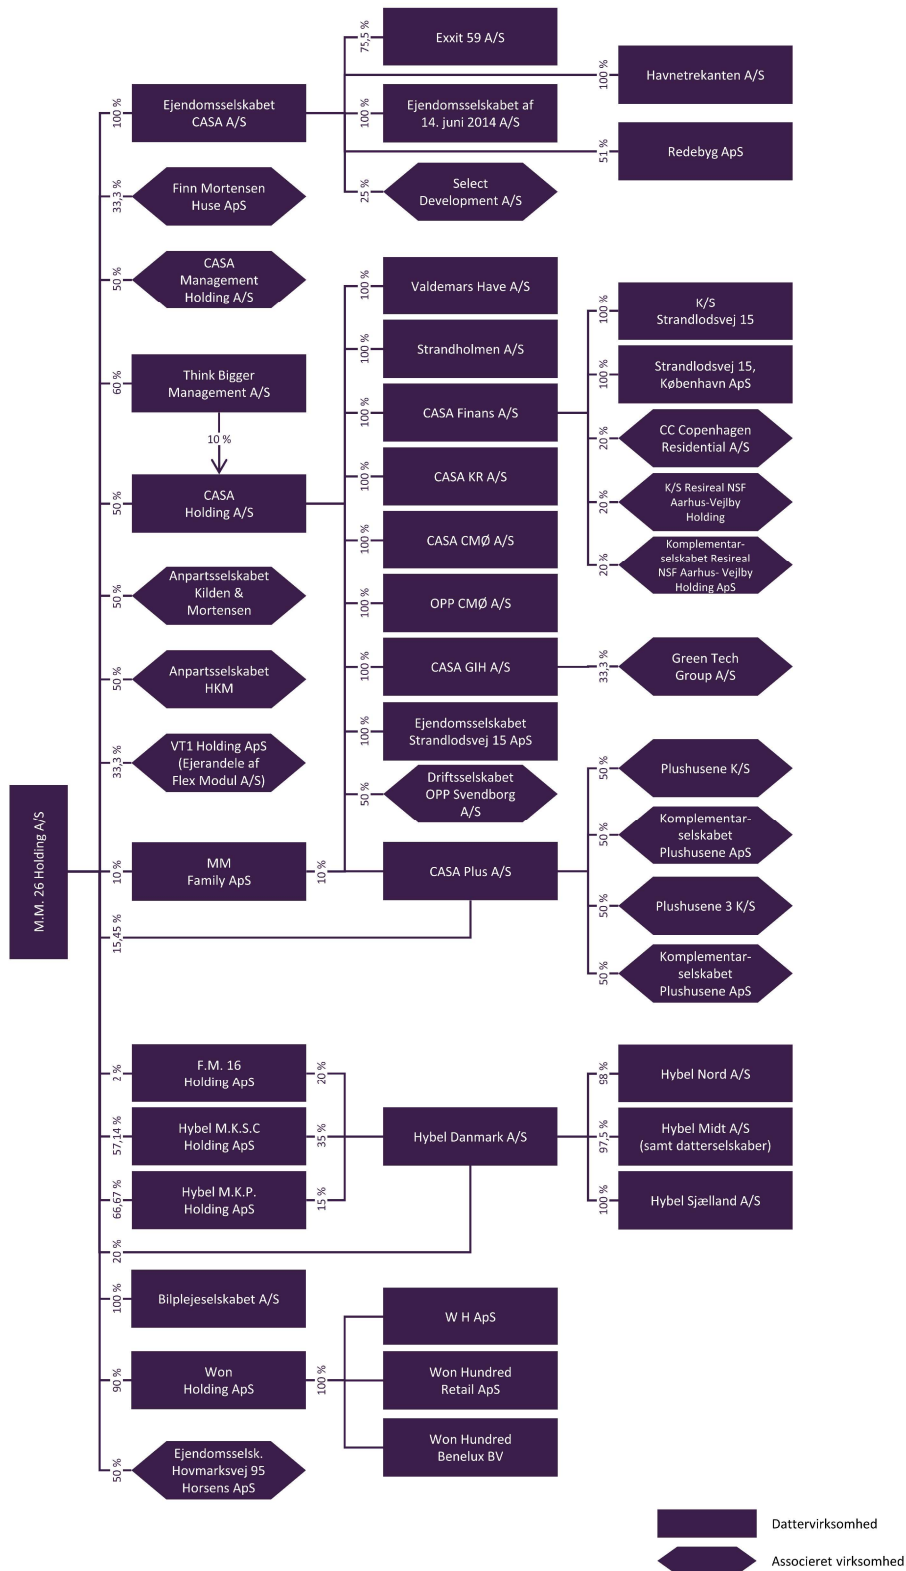 75,5 %
Exxit 59 A/S
100 %
Havnetrekanten A/S
100 %
Ejendomsselskabet
CASA A/S
100 %
Ejendomsselskabet af
14. juni 2014 A/S
51 %
Redebyg ApS
33,3 %
Finn Mortensen
Huse ApS
25 %
Select
Development A/S
50 %
CASA
Management
Holding A/S
100 %
Valdemars Have A/S
100 %
K/S
Strandlodsvej 15
100 %
Strandholmen A/S
60 %
Think Bigger
Management A/S
100 %
Strandlodsvej 15,
København ApS
100 %
CASA Finans A/S
10 %
20 %
CC Copenhagen
Residential A/S
50 %
CASA
Holding A/S
100 %
CASA KR A/S
20 %
K/S Resireal NSF
Aarhus-Vejlby
Holding
100 %
CASA CMØ A/S
20 %
Komplementar-
selskabet Resireal
NSF Aarhus- Vejlby
Holding ApS
50 %
Anpartsselskabet
Kilden &
Mortensen
100 %
OPP CMØ A/S
50 %
Anpartsselskabet
HKM
100 %
CASA GIH A/S
33,3 %
Green Tech
Group A/S
100 %
Ejendomsselskabet
Strandlodsvej 15 ApS
33,3 %
VT1 Holding ApS
(Ejerandele af
Flex Modul A/S)
50 %
Driftsselskabet
OPP Svendborg
A/S
50 %
Plushusene K/S
M.M. 26 Holding A/S
50 %
Komplementar-
selskabet
Plushusene ApS
10 %
MM
Family ApS
10 %
CASA Plus A/S
50 %
Plushusene 3 K/S
15,45 %
50 %
Komplementar-
selskabet
Plushusene ApS
2 %
F.M. 16
Holding ApS
20 %
98 %
Hybel Nord A/S
57,14 %
Hybel M.K.S.C
Holding ApS
35 %
Hybel Danmark A/S
97,5 %
Hybel Midt A/S
(samt datterselskaber)
66,67 %
Hybel M.K.P.
Holding ApS
15 %
100 %
Hybel Sjælland A/S
20 %
100 %
Bilplejeselskabet A/S
W H ApS
90 %
Won
Holding ApS
100 %
Won Hundred
Retail ApS
Won Hundred
Benelux BV
50 %
Ejendomsselsk.
Hovmarksvej 95
Horsens ApS
Dattervirksomhed
Associeret virksomhed